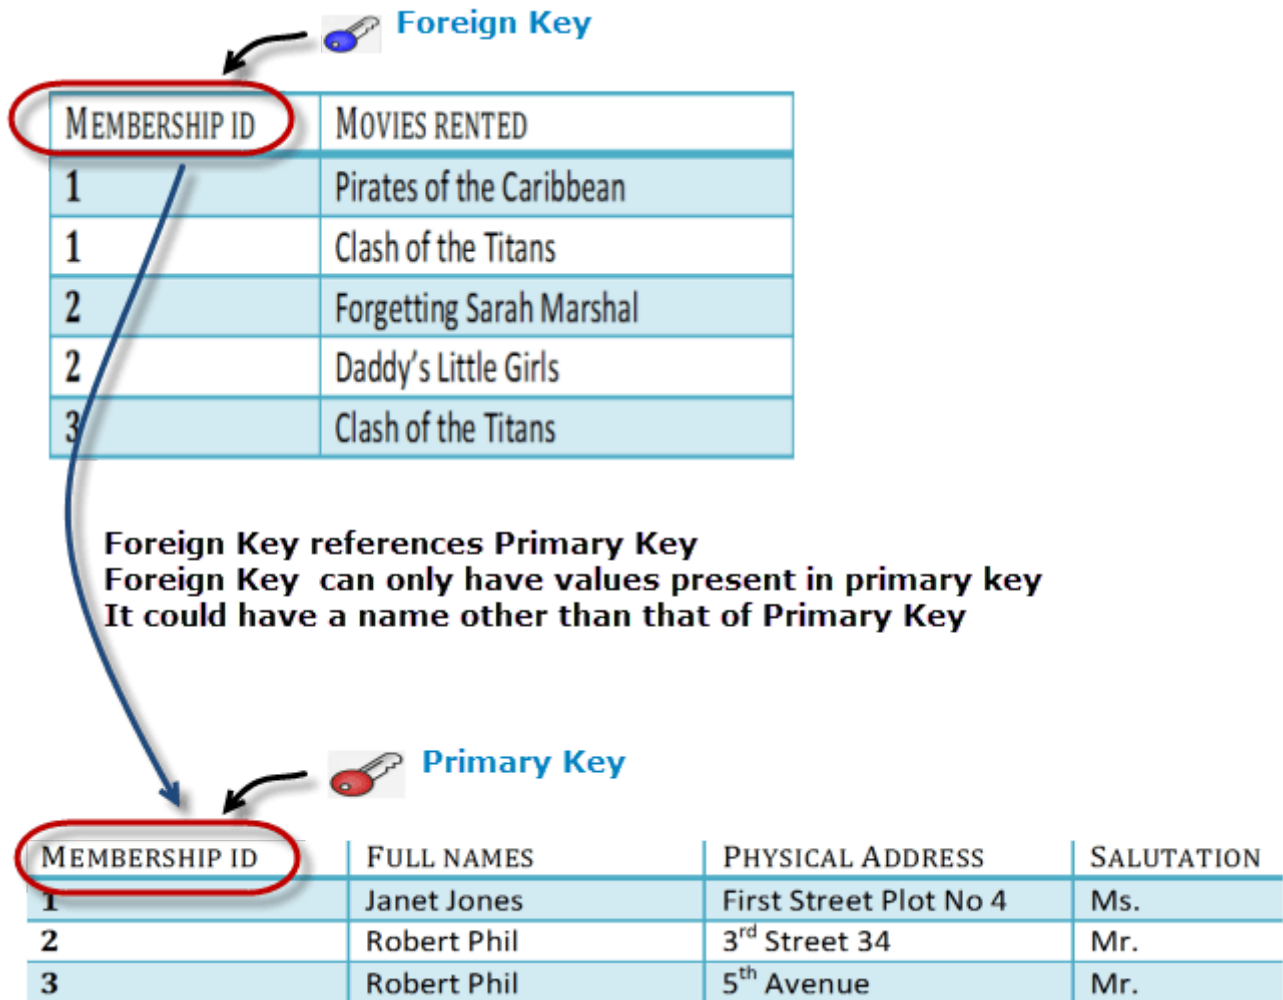 Foreign Key
MEMBERSHIP ID MOVIES RENTED
1 Pirates of the Caribbean
1 Clash of the Titans
2 Forgetting Sarah Marshal
2 Daddy's Little Girls
3 Clash of the Titans
Foreign Key references Primary Key
Foreign Key can only have values present in primary key
It could have a name other than that of Primary Key
Primary Key
MEMBERSHIP ID FULL NAMES PHYSICAL ADDRESS SALUTATION
1 Janet Jones First Street Plot No 4 Ms.
2 Robert Phil 3rd Street 34 Mr.
3 Robert Phil 5th Avenue Mr.